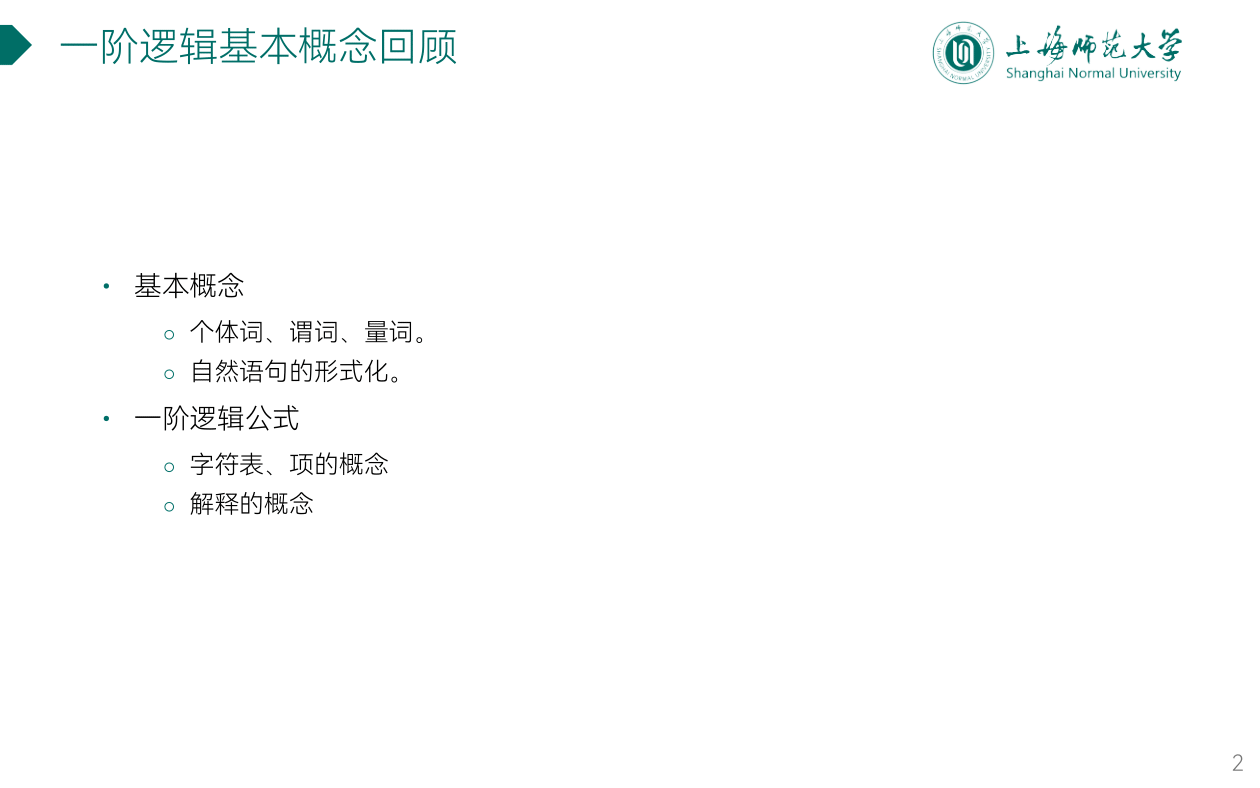 一阶逻辑基本概念回顾
上海师范大学
Shanghai Normal University
• 基本概念
○ 个体词、谓词、量词。
○ 自然语句的形式化。
• 一阶逻辑公式
○ 字符表、项的概念
○ 解释的概念
2